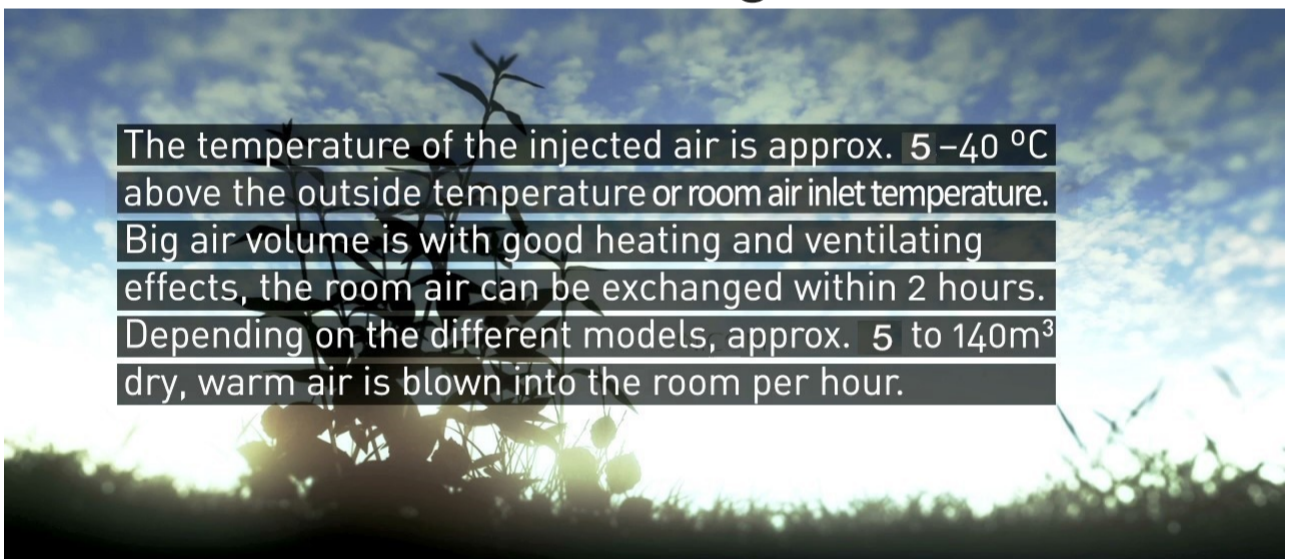 The temperature of the injected air is approx. 5-40 ºC
above the outside temperature or room air inlet temperature.
Big air volume is with good heating and ventilating
effects, the room air can be exchanged within 2 hours.
Depending on the different models, approx. 5 to 140m³
dry, warm air is blown into the room per hour.